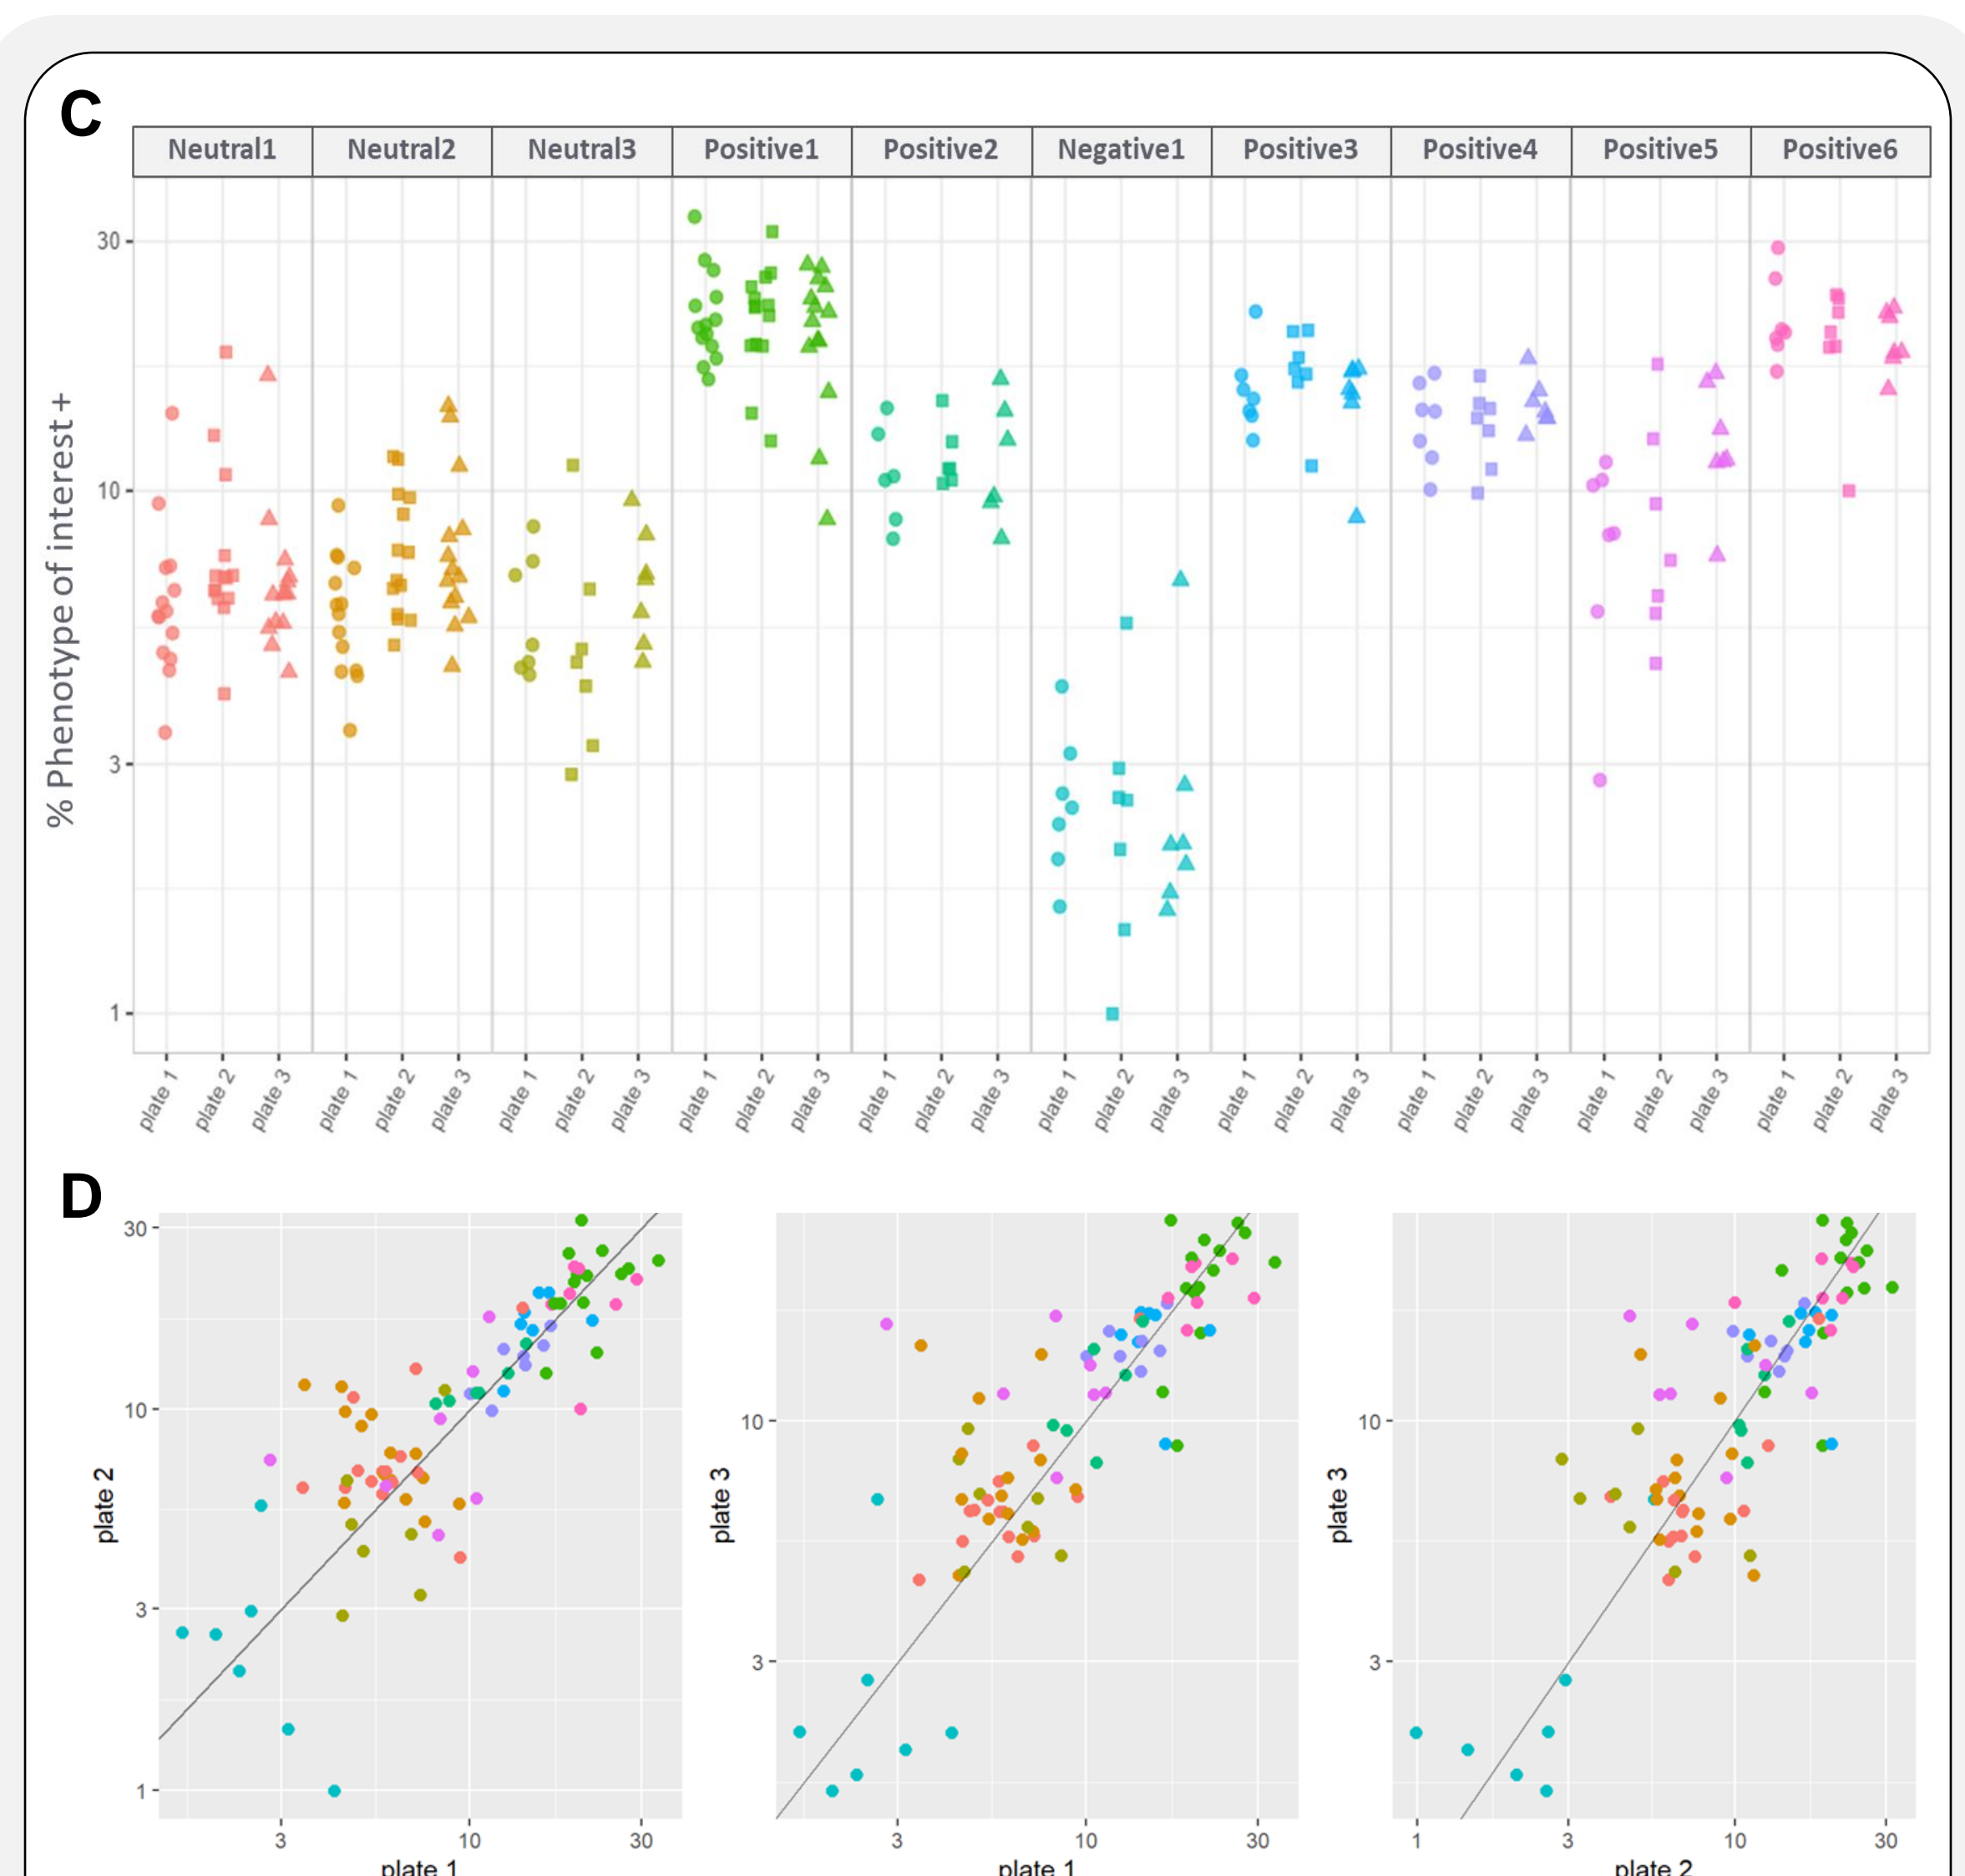 C
Neutral1 Neutral2 Neutral3 Positive1 Positive2 Negative1 Positive3 Positive4 Positive5 Positive6
% Phenotype of interest +
30
10
3
1
plate 1 plate 2 plate 3 plate 1 plate 2 plate 3 plate 1 plate 2 plate 3 plate 1 plate 2 plate 3 plate 1 plate 2 plate 3 plate 1 plate 2 plate 3 plate 1 plate 2 plate 3 plate 1 plate 2 plate 3 plate 1 plate 2 plate 3 plate 1 plate 2 plate 3
D
plate 2
30
10
3
1
3 10 30
plate 1
plate 3
10
3
3 10 30
plate 1
plate 3
10
3
1 3 10 30
plate 2